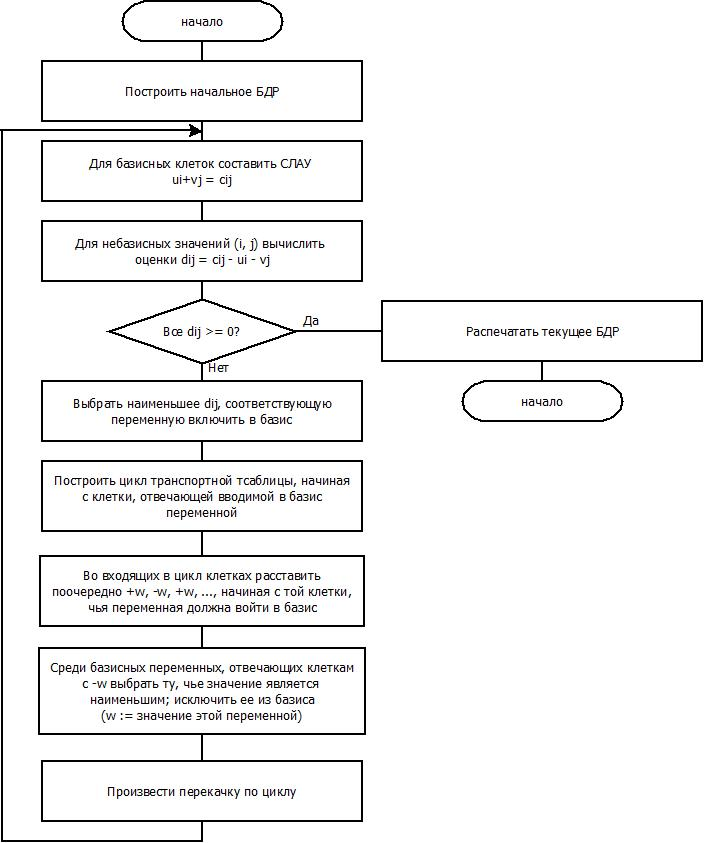 начало
Построить начальное БДР
Для базисных клеток составить СЛАУ
ui+vj = cij
Для небазисных значений (i, j) вычислить
оценки dij = cij - ui - vj
Все dij >= 0?
Да
Распечатать текущее БДР
начало
Нет
Выбрать наименьшее dij, соответствующую
переменную включить в базис
Построить цикл транспортной тсаблицы, начиная
с клетки, отвечающей вводимой в базис
переменной
Во входящих в цикл клетках расставить
поочередно +w, -w, +w, ..., начиная с той клетки,
чья переменная должна войти в базис
Среди базисных переменных, отвечающих клеткам
с -w выбрать ту, чье значение является
наименьшим; исключить ее из базиса
(w := значение этой переменной)
Произвести перекачку по циклу